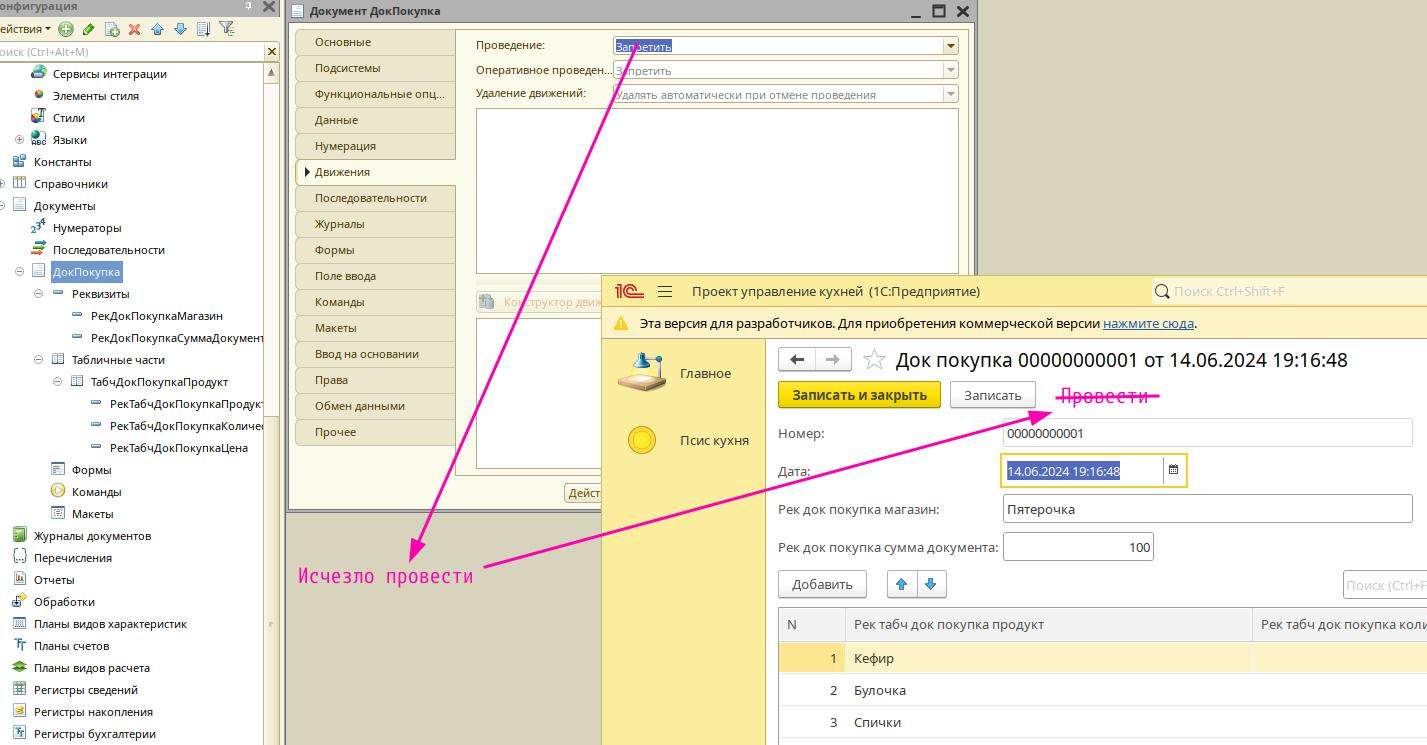 онфигурация
ействия
оиск (Ctrl+Alt+M)
Сервисы интеграции
Элементы стиля
Стили
Языки
Константы
Справочники
Документы
Нумераторы
Последовательности
ДокПокупка
Реквизиты
РекДокПокупкаМагазин
РекДокПокупкаСуммаДокумент
Табличные части
ТабчДокПокупкаПродукт
РекТабчДокПокупкаПродукт
РекТабчДокПокупкаКоличес
РекТабчДокПокупкаЦена
Формы
Команды
Макеты
Журналы документов
Перечисления
Отчеты
Обработки
Планы видов характеристик
Планы счетов
Планы видов расчета
Регистры сведений
Регистры накопления
Регистры бухгалтерии
Документ ДокПокупка
Основные
Подсистемы
Функциональные опц...
Данные
Нумерация
Движения
Последовательности
Журналы
Формы
Поле ввода
Команды
Макеты
Ввод на основании
Права
Обмен данными
Прочее
Проведение: Запретить
Оперативное проведен... Запретить
Удаление движений: Удалять автоматически при отмене проведения
Конструктор движ
Дейст
Исчезло провести
1С Проект управление кухней (1С:Предприятие) Поиск Ctrl+Shift+F
Эта версия для разработчиков. Для приобретения коммерческой версии нажмите сюда.
Главное
Псис кухня
Док покупка 00000000001 от 14.06.2024 19:16:48
Записать и закрыть Записать Провести
Номер: 00000000001
Дата: 14.06.2024 19:16:48
Рек док покупка магазин: Пятерочка
Рек док покупка сумма документа: 100
Добавить Поиск (Ctrl+F
N Рек табч док покупка продукт Рек табч док покупка коли
1 Кефир
2 Булочка
3 Спички